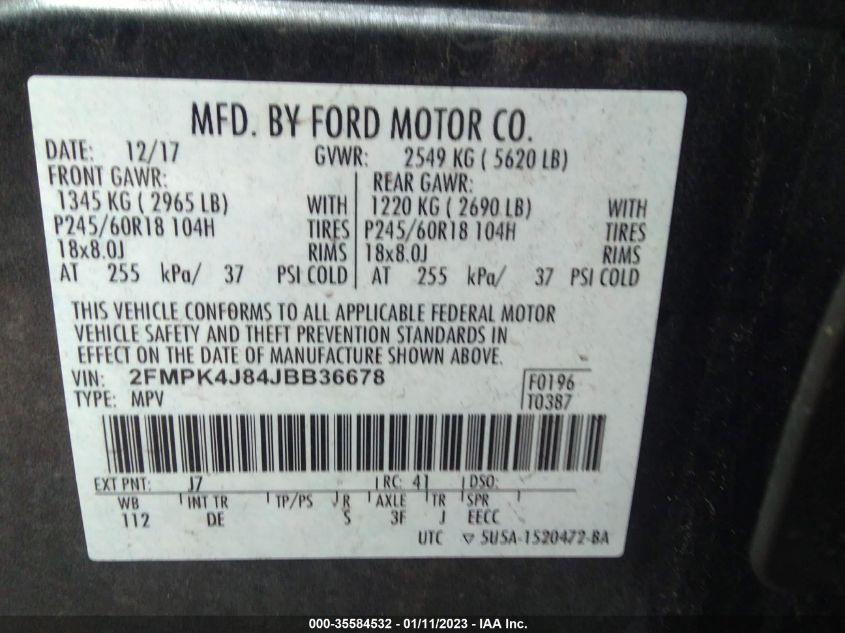 MFD. BY FORD MOTOR CO.
DATE: 12/17 GVWR: 2549 KG ( 5620 LB)
FRONT GAWR: REAR GAWR:
1345 KG ( 2965 LB) WITH 1220 KG ( 2690 LB) WITH
P245/60R18 104H TIRES P245/60R18 104H TIRES
18x8.0J RIMS 18x8.0J RIMS
AT 255 kPa/ 37 PSI COLD AT 255 kPa/ 37 PSI COLD
THIS VEHICLE CONFORMS TO ALL APPLICABLE FEDERAL MOTOR
VEHICLE SAFETY AND THEFT PREVENTION STANDARDS IN
EFFECT ON THE DATE OF MANUFACTURE SHOWN ABOVE.
VIN: 2FMPK4J84JBB36678 F0196
TYPE: MPV T0387
EXT PNT: J7 RC: 41 DSO:
WB INT TR TP/PS R AXLE TR SPR
112 DE S 3F J EECC
UTC 5U5A-1520472-BA
000-35584532 - 01/11/2023 - IAA Inc.